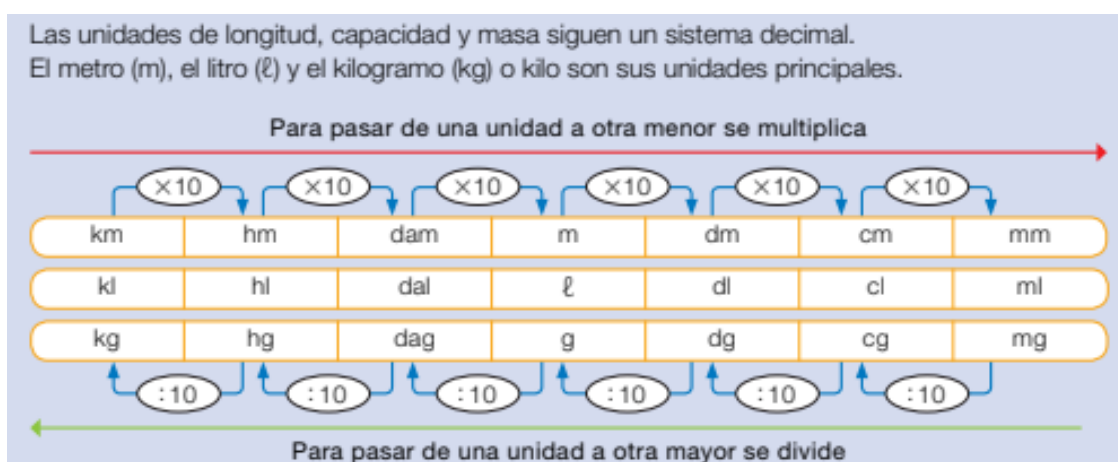 Las unidades de longitud, capacidad y masa siguen un sistema decimal.
El metro (m), el litro (ℓ) y el kilogramo (kg) o kilo son sus unidades principales.
Para pasar de una unidad a otra menor se multiplica
×10 ×10 ×10 ×10 ×10 ×10
km hm dam m dm cm mm
kl hl dal ℓ dl cl ml
kg hg dag g dg cg mg
:10 :10 :10 :10 :10 :10
Para pasar de una unidad a otra mayor se divide